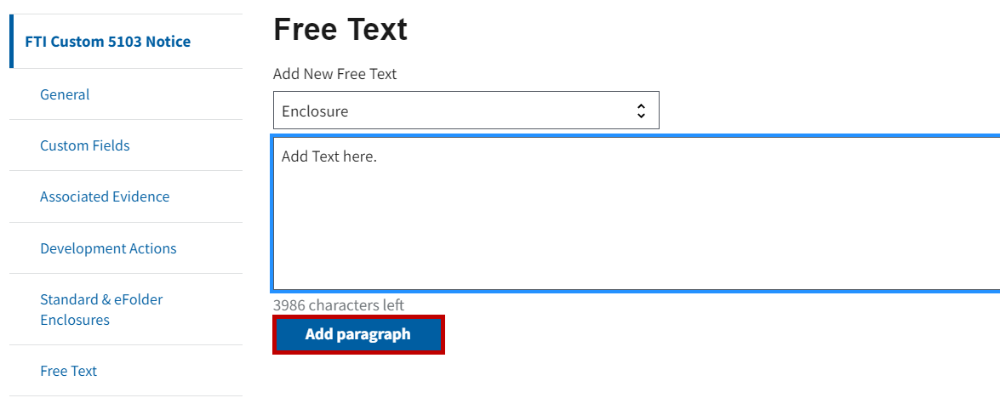 FTI Custom 5103 Notice
General
Custom Fields
Associated Evidence
Development Actions
Standard & eFolder
Enclosures
Free Text
Free Text
Add New Free Text
Enclosure
Add Text here.
3986 characters left
Add paragraph